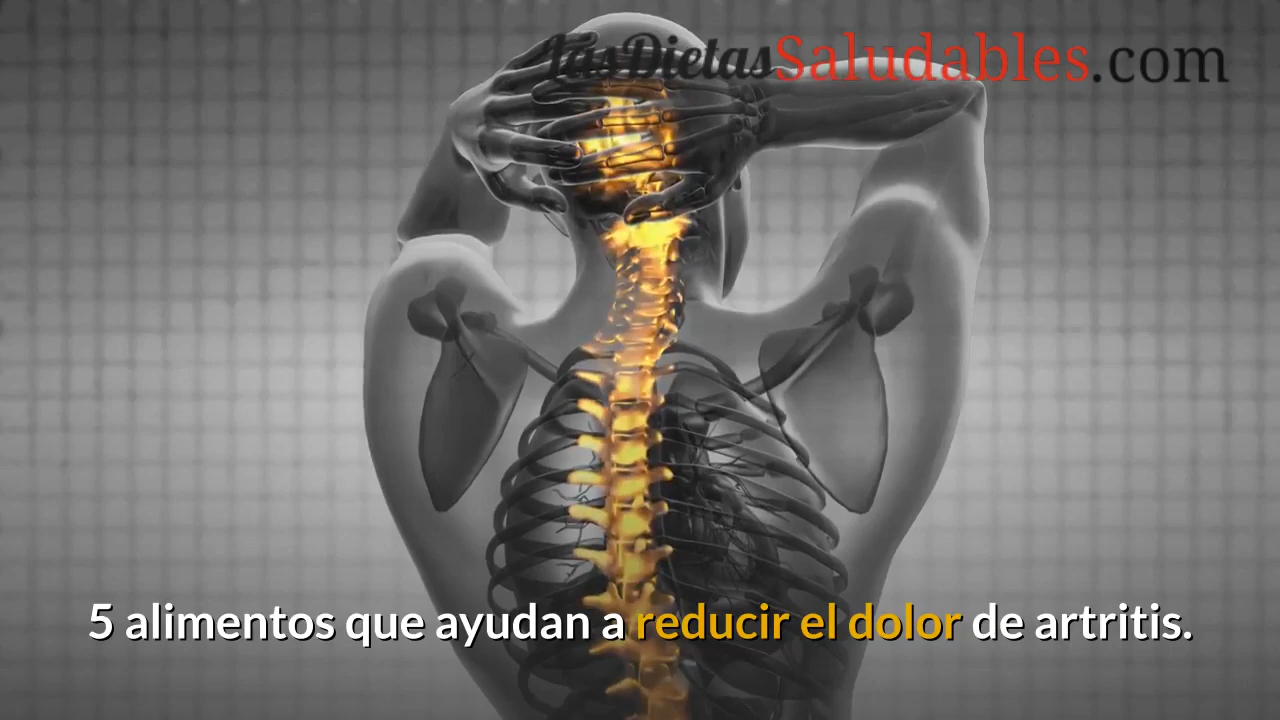 LasDietasSaludables.com
5 alimentos que ayudan a reducir el dolor de artritis.